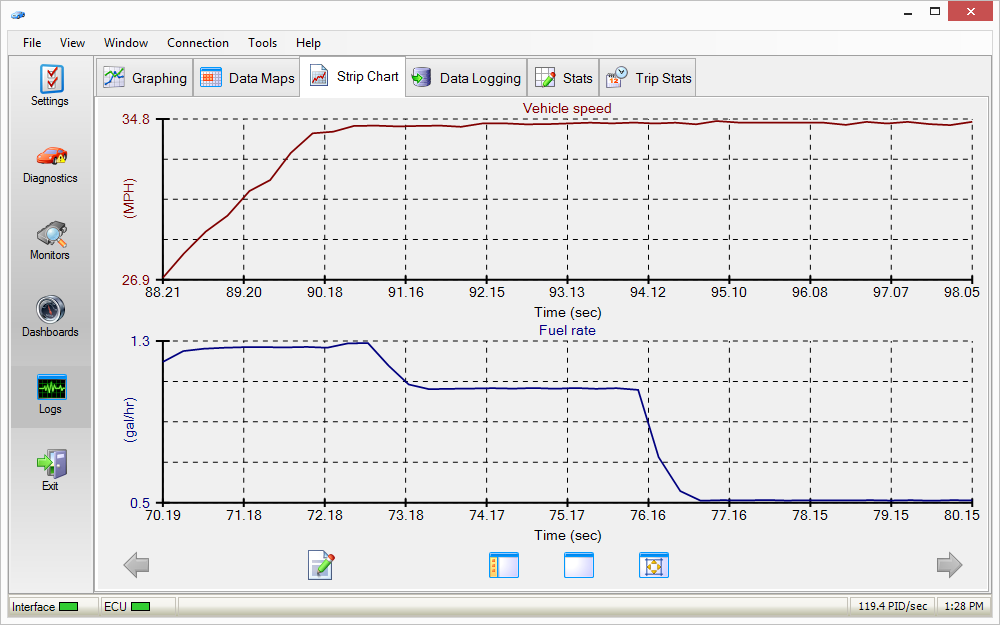 File View Window Connection Tools Help
Settings
Diagnostics
Monitors
Dashboards
Logs
Exit
Graphing Data Maps Strip Chart Data Logging Stats Trip Stats
Vehicle speed
34.8
(MPH)
26.9
88.21 89.20 90.18 91.16 92.15 93.13 94.12 95.10 96.08 97.07 98.05
Time (sec)
Fuel rate
1.3
(gal/hr)
0.5
70.19 71.18 72.18 73.18 74.17 75.17 76.16 77.16 78.15 79.15 80.15
Time (sec)
Interface ECU 119.4 PID/sec 1:28 PM